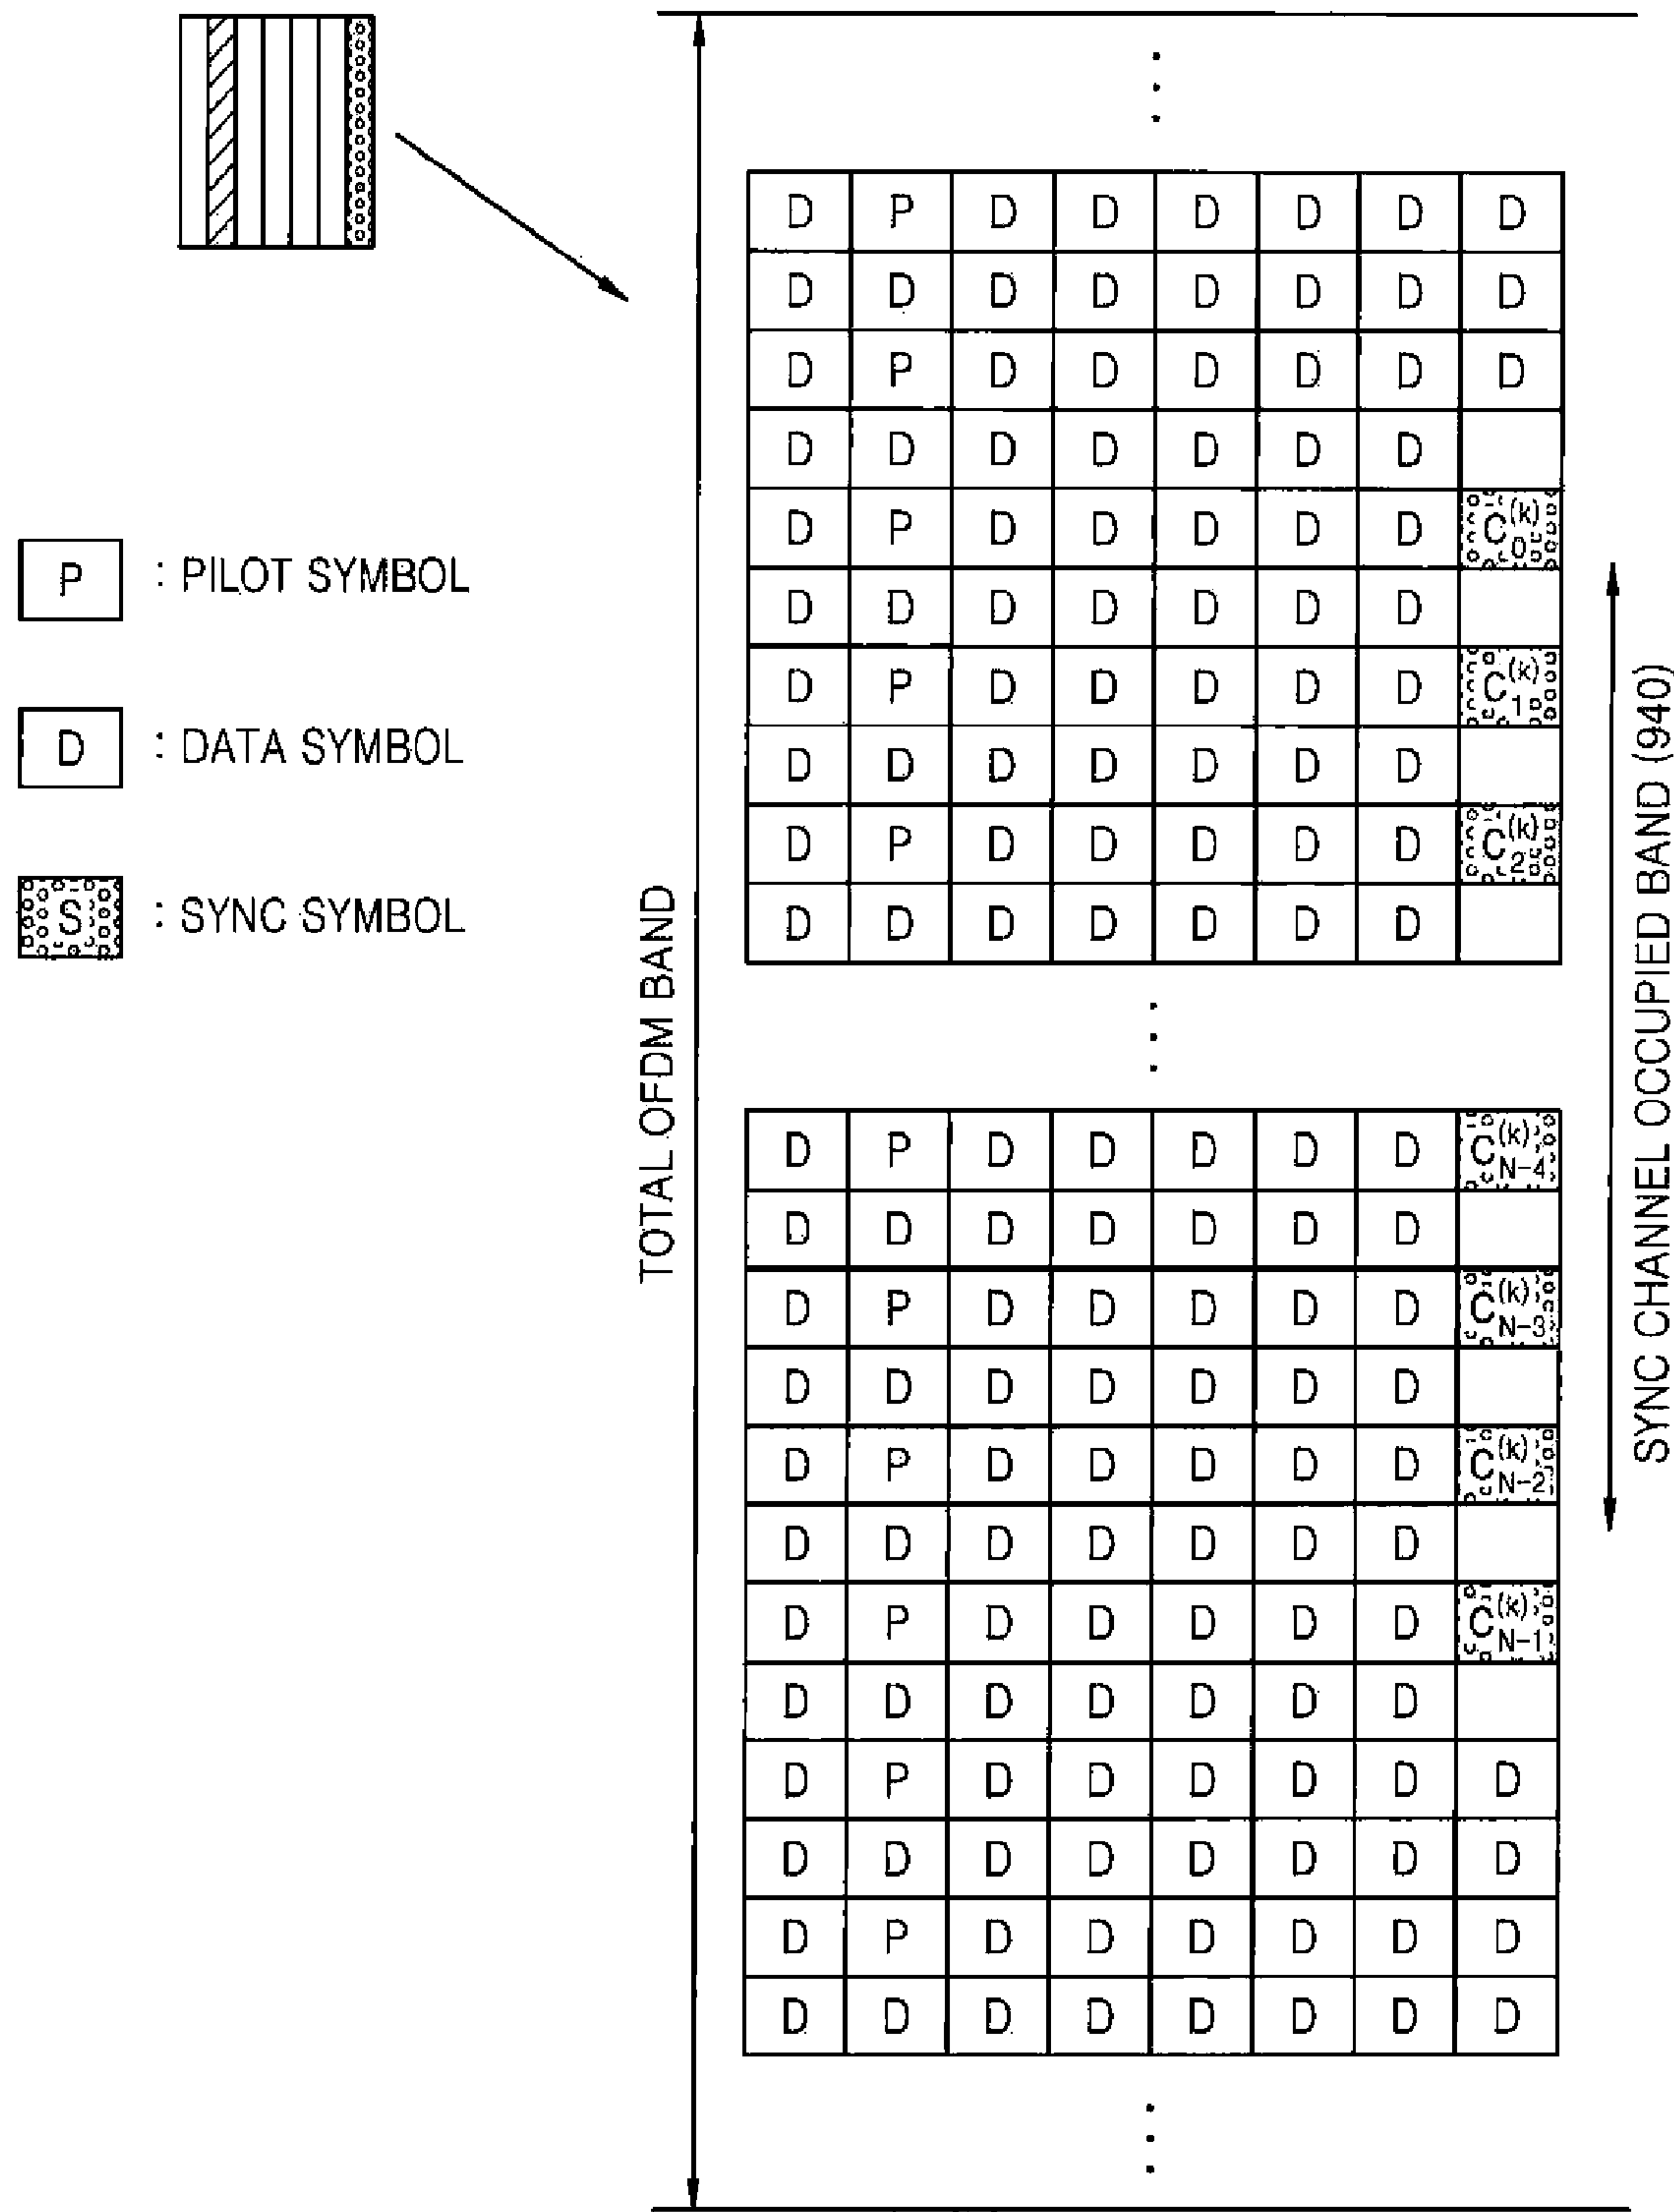 P : PILOT SYMBOL
D : DATA SYMBOL
S : SYNC SYMBOL
TOTAL OFDM BAND
D P D D D D D D
D D D D D D D D
D P D D D D D D
D D D D D D D
D P D D D D D C0(k)
D D D D D D D
D P D D D D D C1(k)
D D D D D D D
D P D D D D D C2(k)
D D D D D D D
D P D D D D D CN-4(k)
D D D D D D D
D P D D D D D CN-3(k)
D D D D D D D
D P D D D D D CN-2(k)
D D D D D D D
D P D D D D D CN-1(k)
D D D D D D D
D P D D D D D D
D D D D D D D D
D P D D D D D D
D D D D D D D D
SYNC CHANNEL OCCUPIED BAND (940)